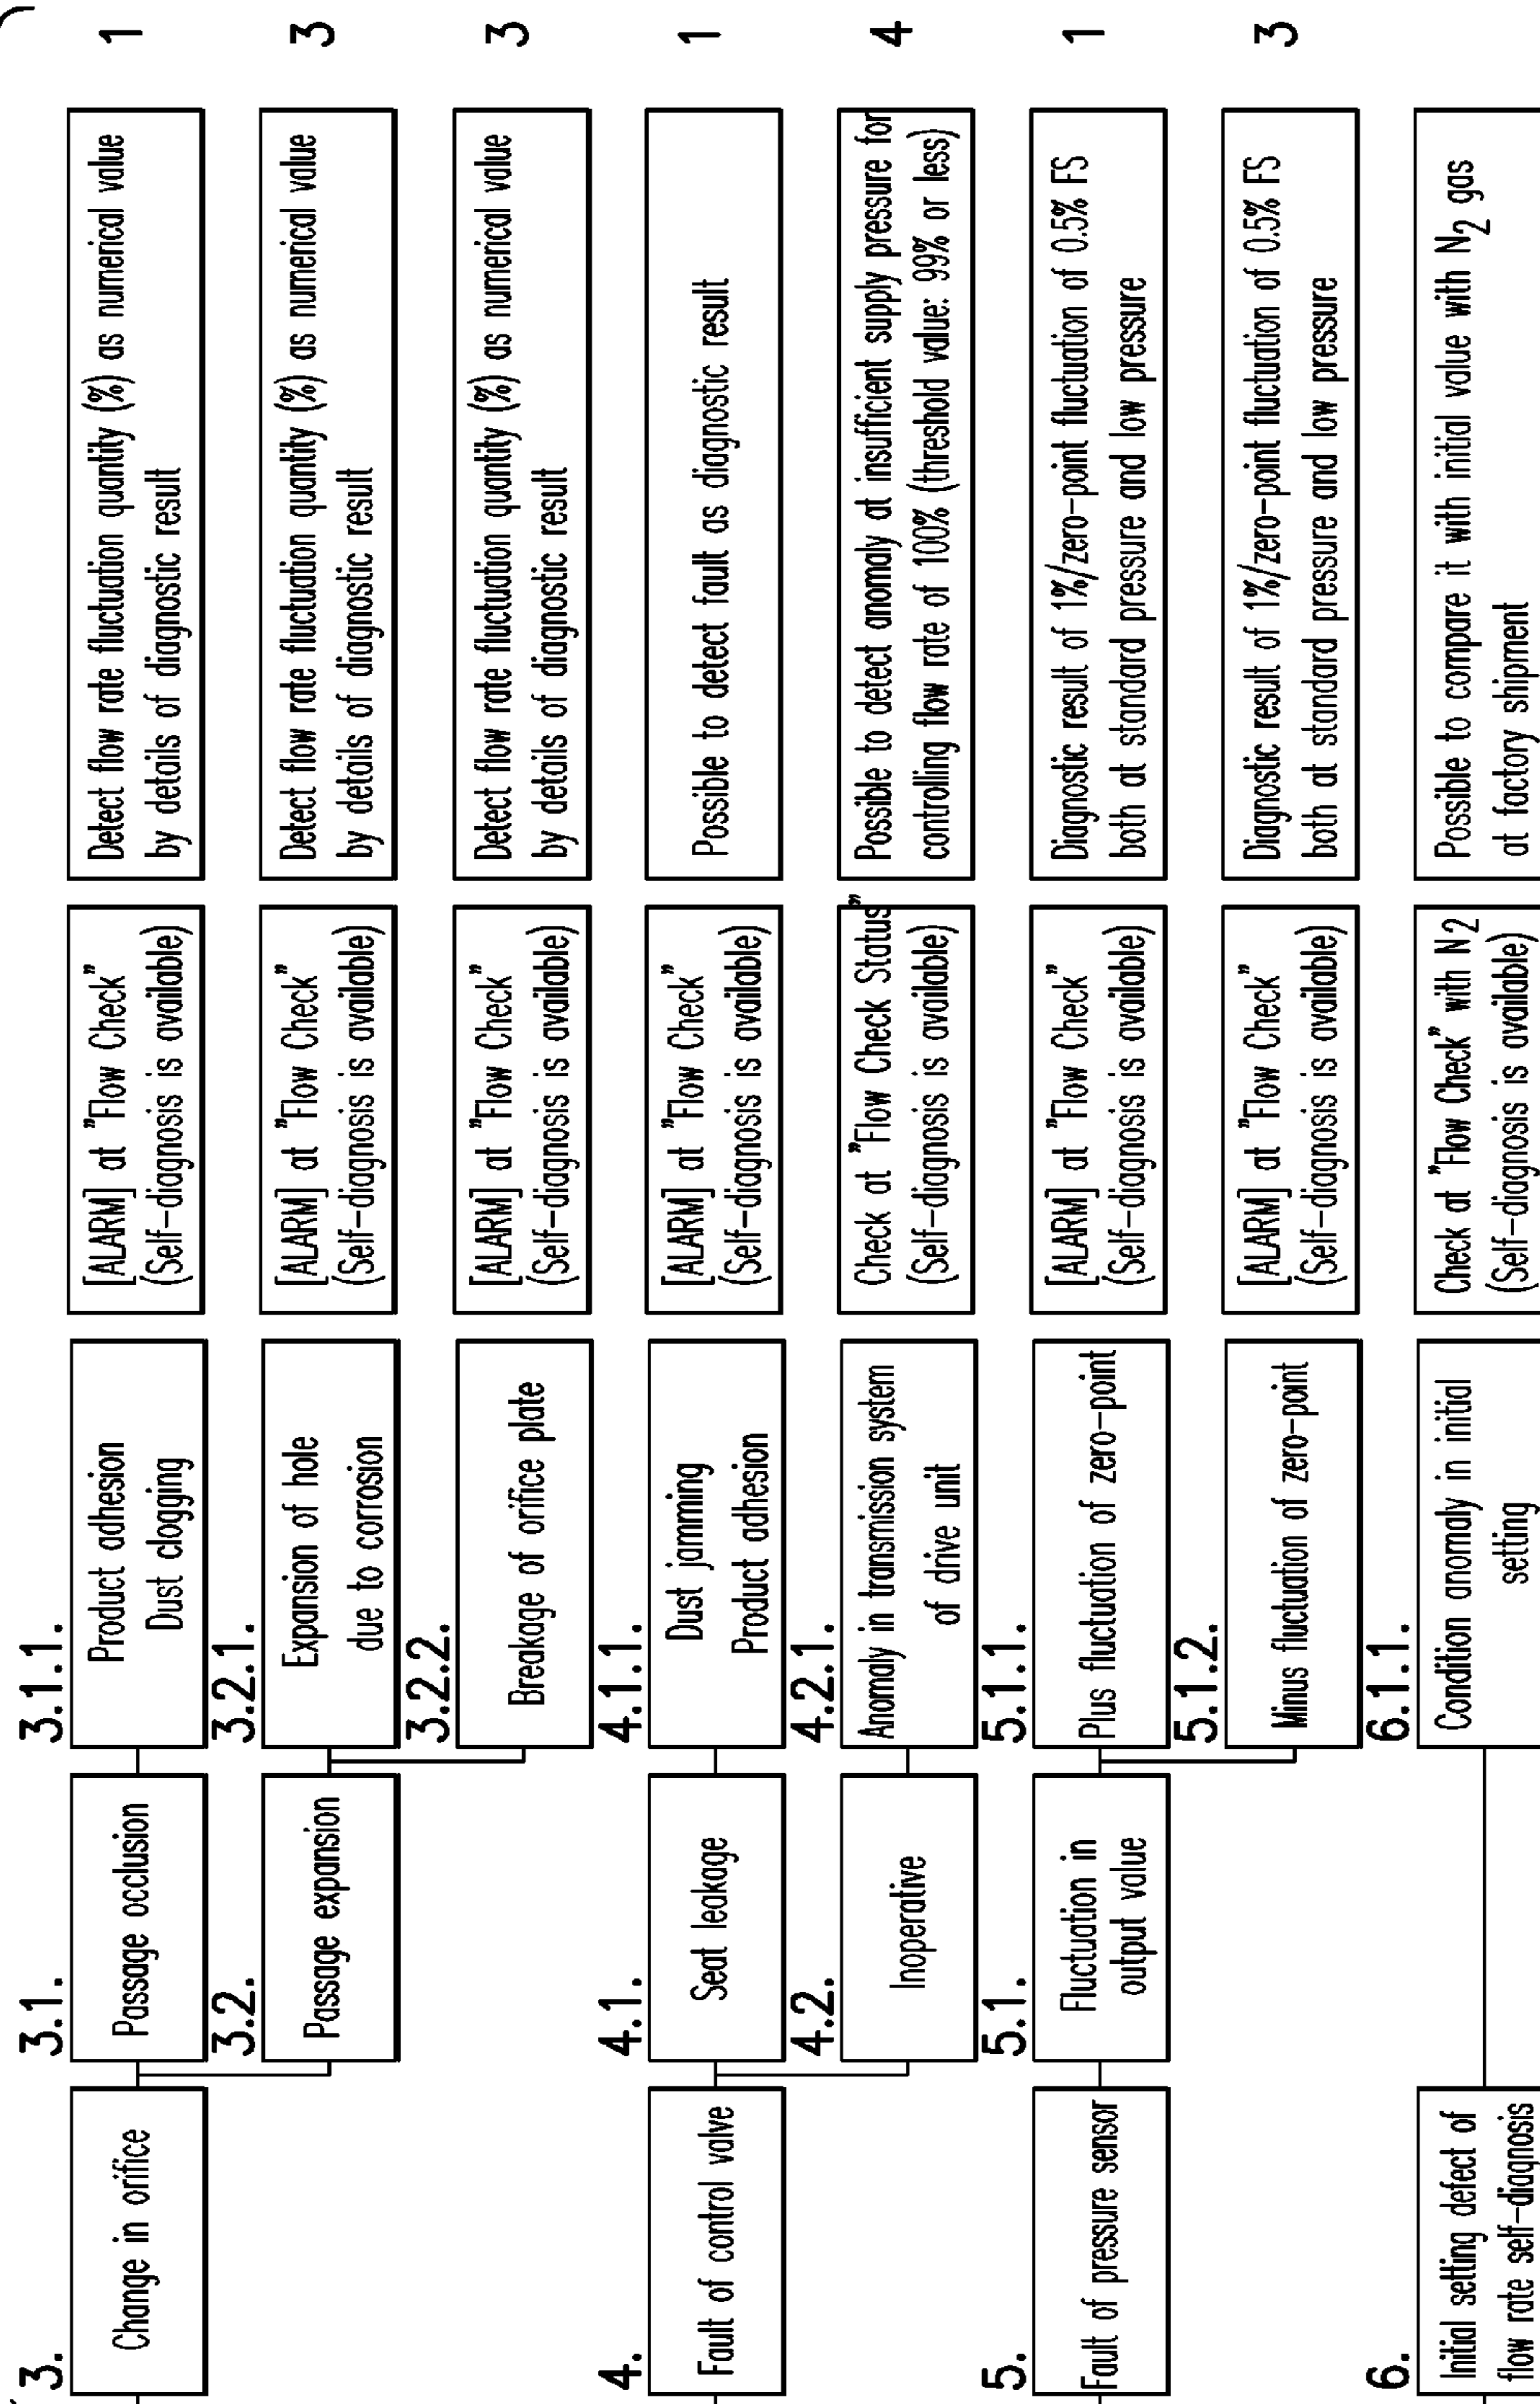 3.
Change in orifice
3.1.
Passage occlusion
3.1.1.
Product adhesion
Dust clogging
[ALARM] at "Flow Check"
(Self-diagnosis is available)
Detect flow rate fluctuation quantity (%) as numerical value
by details of diagnostic result
1
3.2.
Passage expansion
3.2.1.
Expansion of hole
due to corrosion
[ALARM] at "Flow Check"
(Self-diagnosis is available)
Detect flow rate fluctuation quantity (%) as numerical value
by details of diagnostic result
3
3.2.2.
Breakage of orifice plate
[ALARM] at "Flow Check"
(Self-diagnosis is available)
Detect flow rate fluctuation quantity (%) as numerical value
by details of diagnostic result
3
4.
Fault of control valve
4.1.
Seat leakage
4.1.1.
Dust jamming
Product adhesion
[ALARM] at "Flow Check"
(Self-diagnosis is available)
Possible to detect fault as diagnostic result
1
4.2.
Inoperative
4.2.1.
Anomaly in transmission system
of drive unit
Check at "Flow Check Status"
(Self-diagnosis is available)
Possible to detect anomaly at insufficient supply pressure for
controlling flow rate of 100% (threshold value: 99% or less)
4
5.
Fault of pressure sensor
5.1.
Fluctuation in
output value
5.1.1.
Plus fluctuation of zero-point
[ALARM] at "Flow Check"
(Self-diagnosis is available)
Diagnostic result of 1%/zero-point fluctuation of 0.5% FS
both at standard pressure and low pressure
1
5.1.2.
Minus fluctuation of zero-point
[ALARM] at "Flow Check"
(Self-diagnosis is available)
Diagnostic result of 1%/zero-point fluctuation of 0.5% FS
both at standard pressure and low pressure
3
6.
Initial setting defect of
flow rate self-diagnosis
6.1.1.
Condition anomaly in initial
setting
Check at "Flow Check" with N2
(Self-diagnosis is available)
Possible to compare it with initial value with N2 gas
at factory shipment